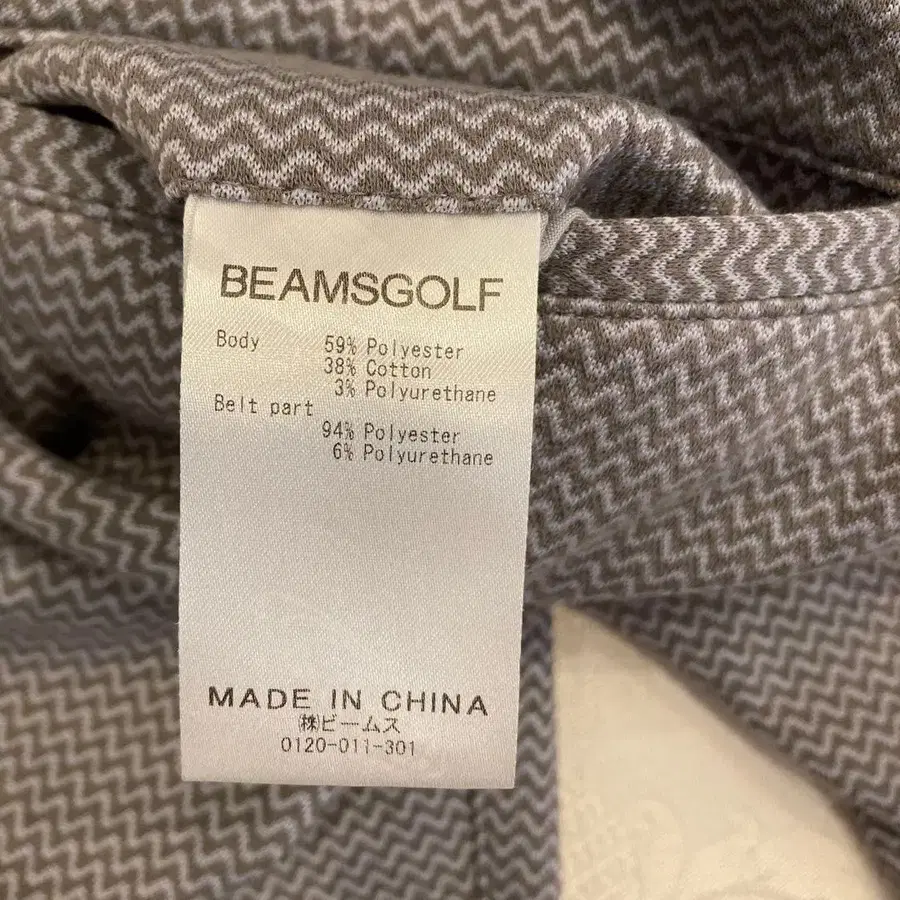 BEAMSGOLF
Body 59% Polyester
38% Cotton
3% Polyurethane
Belt part
94% Polyester
6% Polyurethane
MADE IN CHINA
㈱ビームス
0120-011-301